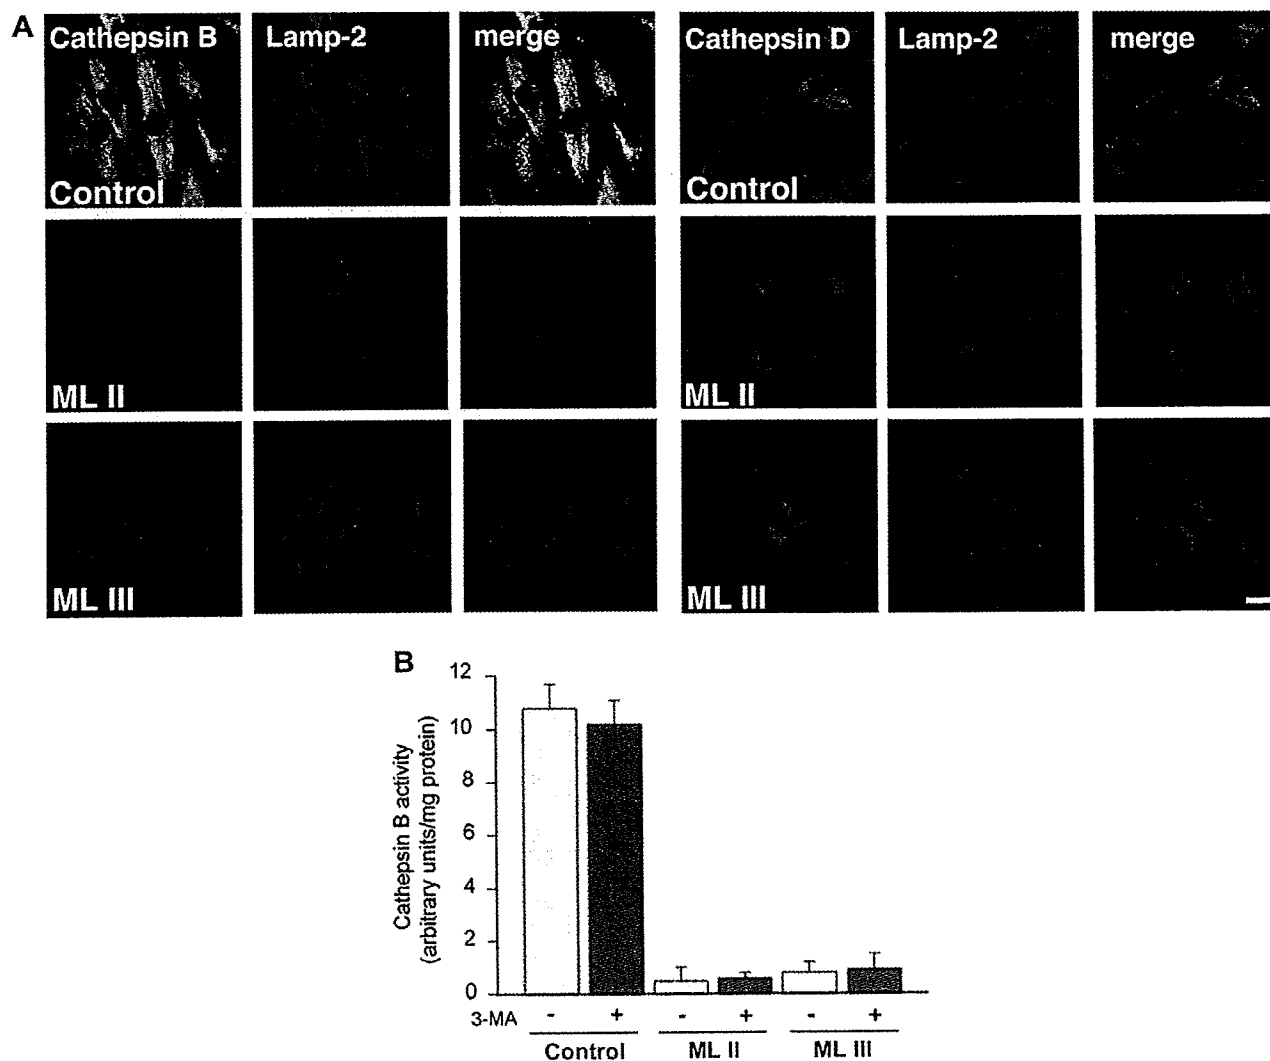 A
Cathepsin B Lamp-2 merge Cathepsin D Lamp-2 merge
Control Control
ML II ML II
ML III ML III
B
Cathepsin B activity
(arbitrary units/mg protein)
12
10
8
6
4
2
0
3-MA - + - + - +
Control ML II ML III